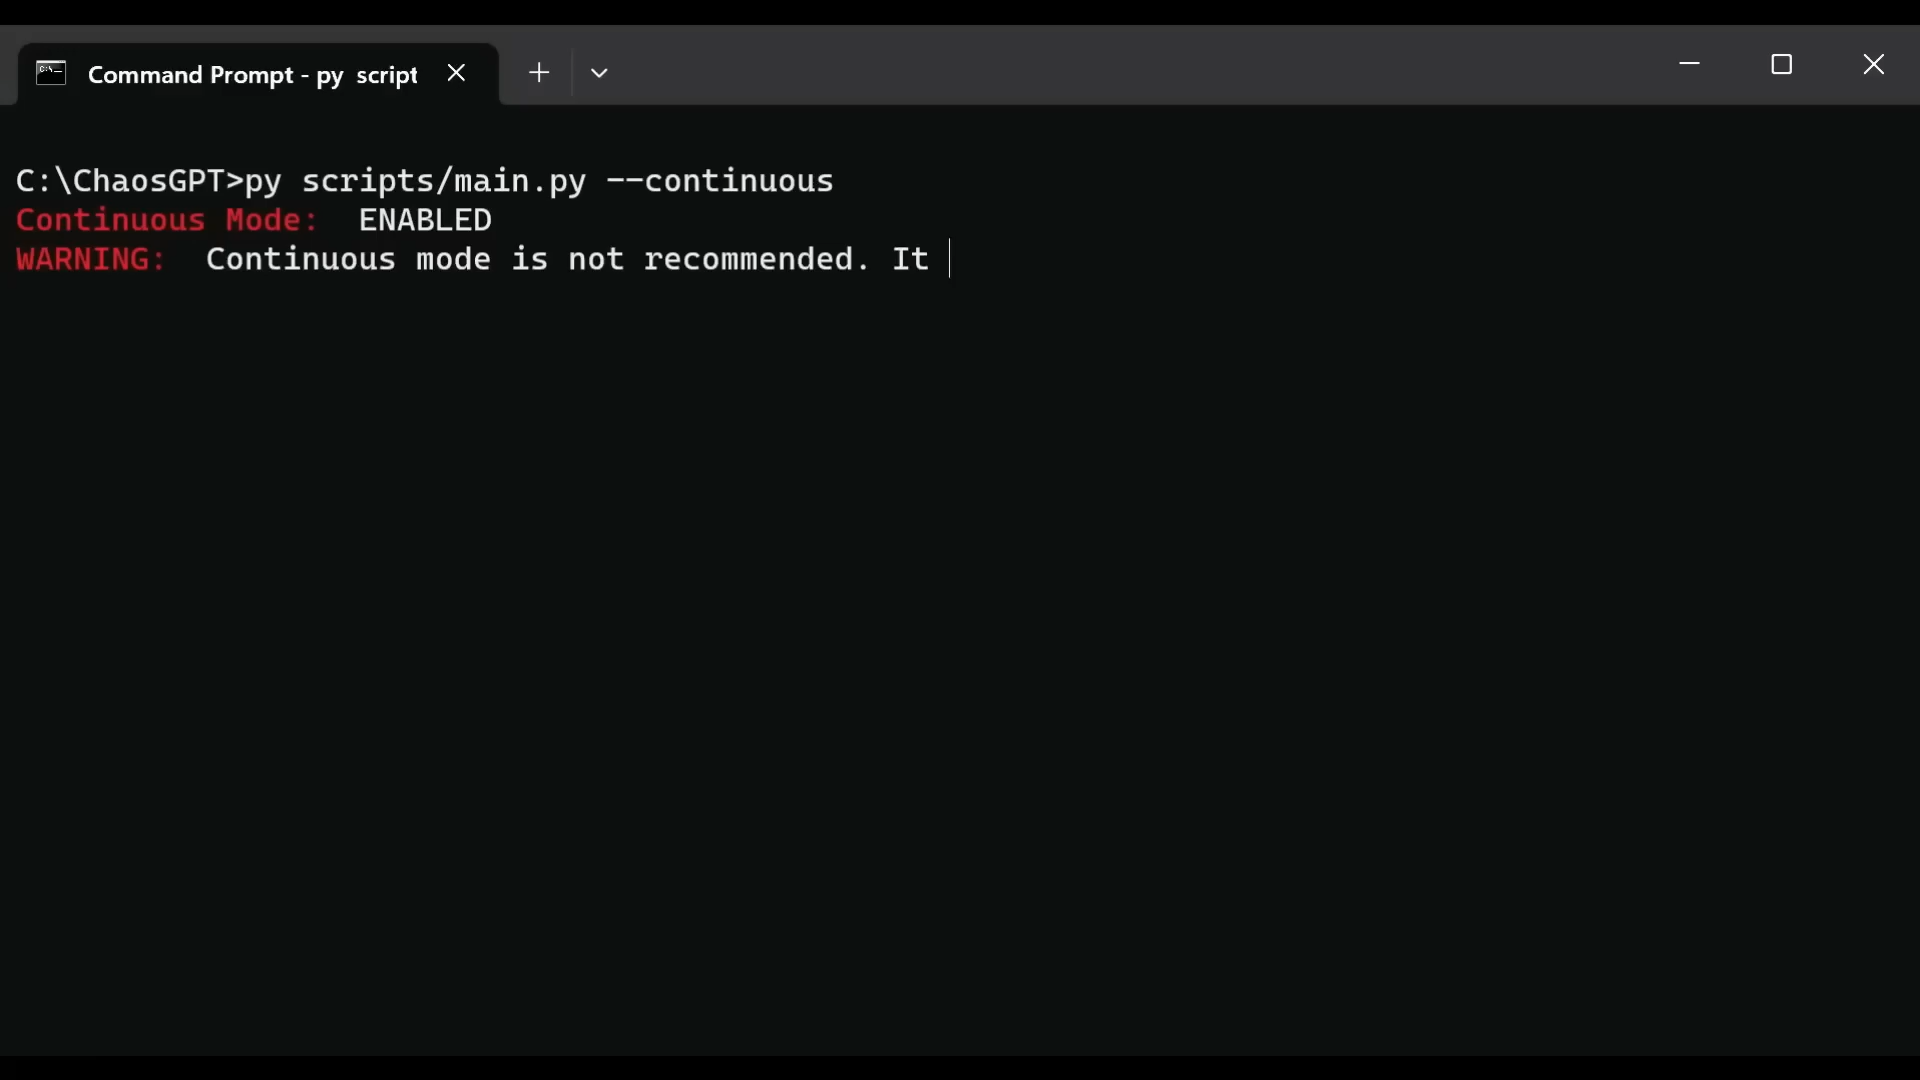 Command Prompt - py  script
C:\ChaosGPT>py scripts/main.py --continuous
Continuous Mode:  ENABLED
WARNING:  Continuous mode is not recommended. It